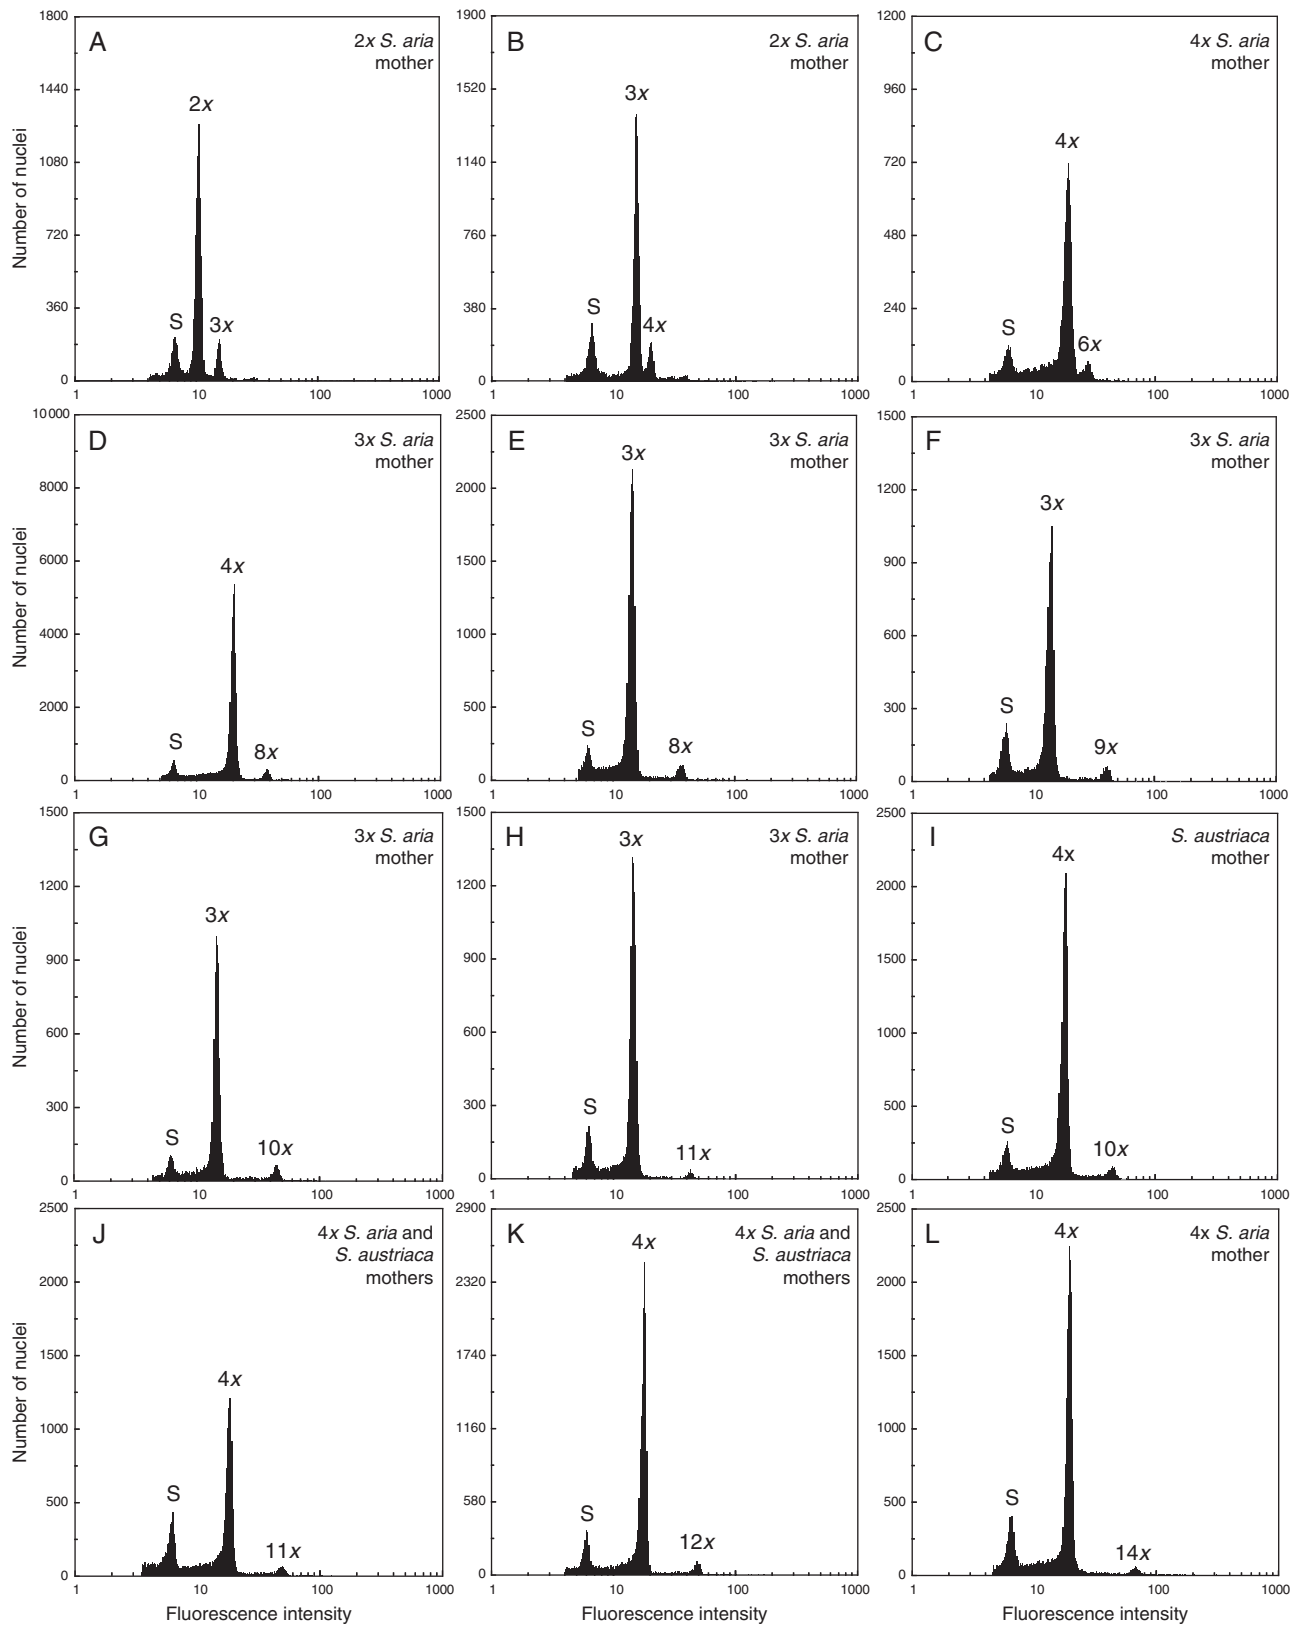 A
2x S. aria
mother
1800
1440
1080
720
360
0
Number of nuclei
S
2x
3x
1
10
100
1000
B
2x S. aria
mother
1900
1520
1140
760
380
0
S
3x
4x
1
10
100
1000
C
4x S. aria
mother
1200
960
720
480
240
0
S
4x
6x
1
10
100
1000
D
3x S. aria
mother
10000
8000
6000
4000
2000
0
Number of nuclei
S
4x
8x
1
10
100
1000
E
3x S. aria
mother
2500
2000
1500
1000
500
0
S
3x
8x
1
10
100
1000
F
3x S. aria
mother
1500
1200
900
600
300
0
S
3x
9x
1
10
100
1000
G
3x S. aria
mother
1500
1200
900
600
300
0
Number of nuclei
S
3x
10x
1
10
100
1000
H
3x S. aria
mother
1500
1200
900
600
300
0
S
3x
11x
1
10
100
1000
I
S. austriaca
mother
2500
2000
1500
1000
500
0
S
4x
10x
1
10
100
1000
J
4x S. aria and
S. austriaca
mothers
2500
2000
1500
1000
500
0
Number of nuclei
S
4x
11x
1
10
100
1000
Fluorescence intensity
K
4x S. aria and
S. austriaca
mothers
2900
2320
1740
1160
580
0
S
4x
12x
1
10
100
1000
Fluorescence intensity
L
4x S. aria
mother
2500
2000
1500
1000
500
0
S
4x
14x
1
10
100
1000
Fluorescence intensity